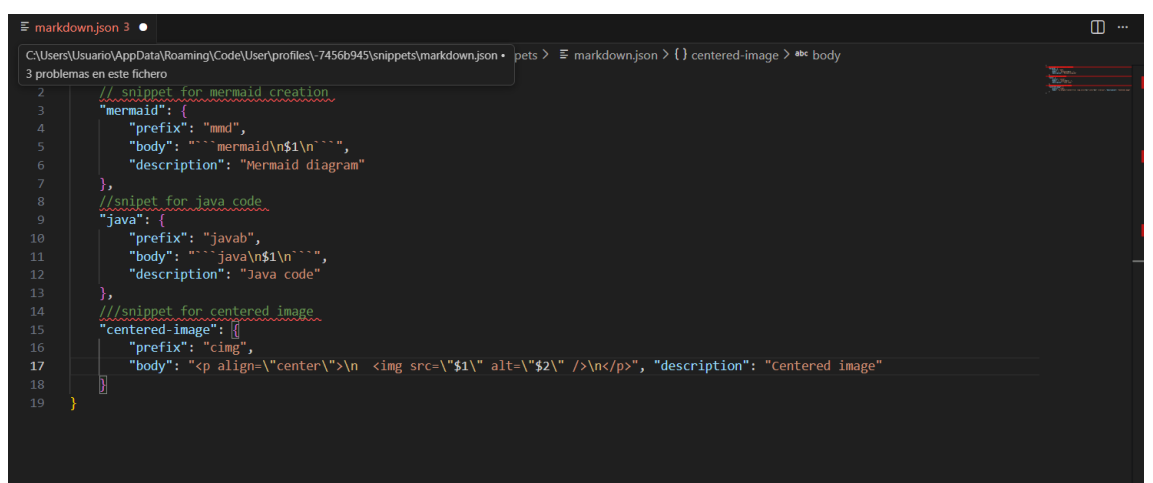 markdown.json 3
C:\Users\Usuario\AppData\Roaming\Code\User\profiles\-7456b945\snippets\markdown.json • pets > markdown.json > {} centered-image > abc body
3 problemas en este fichero
2 // snippet for mermaid creation
3 "mermaid": {
4 "prefix": "mmd",
5 "body": "```mermaid\n$1\n```",
6 "description": "Mermaid diagram"
7 },
8 //snipet for java code
9 "java": {
10 "prefix": "javab",
11 "body": "```java\n$1\n```",
12 "description": "Java code"
13 },
14 ///snippet for centered image
15 "centered-image": {
16 "prefix": "cimg",
17 "body": "<p align=\"center\">\n  <img src=\"$1\" alt=\"$2\" />\n</p>", "description": "Centered image"
18 }
19 }